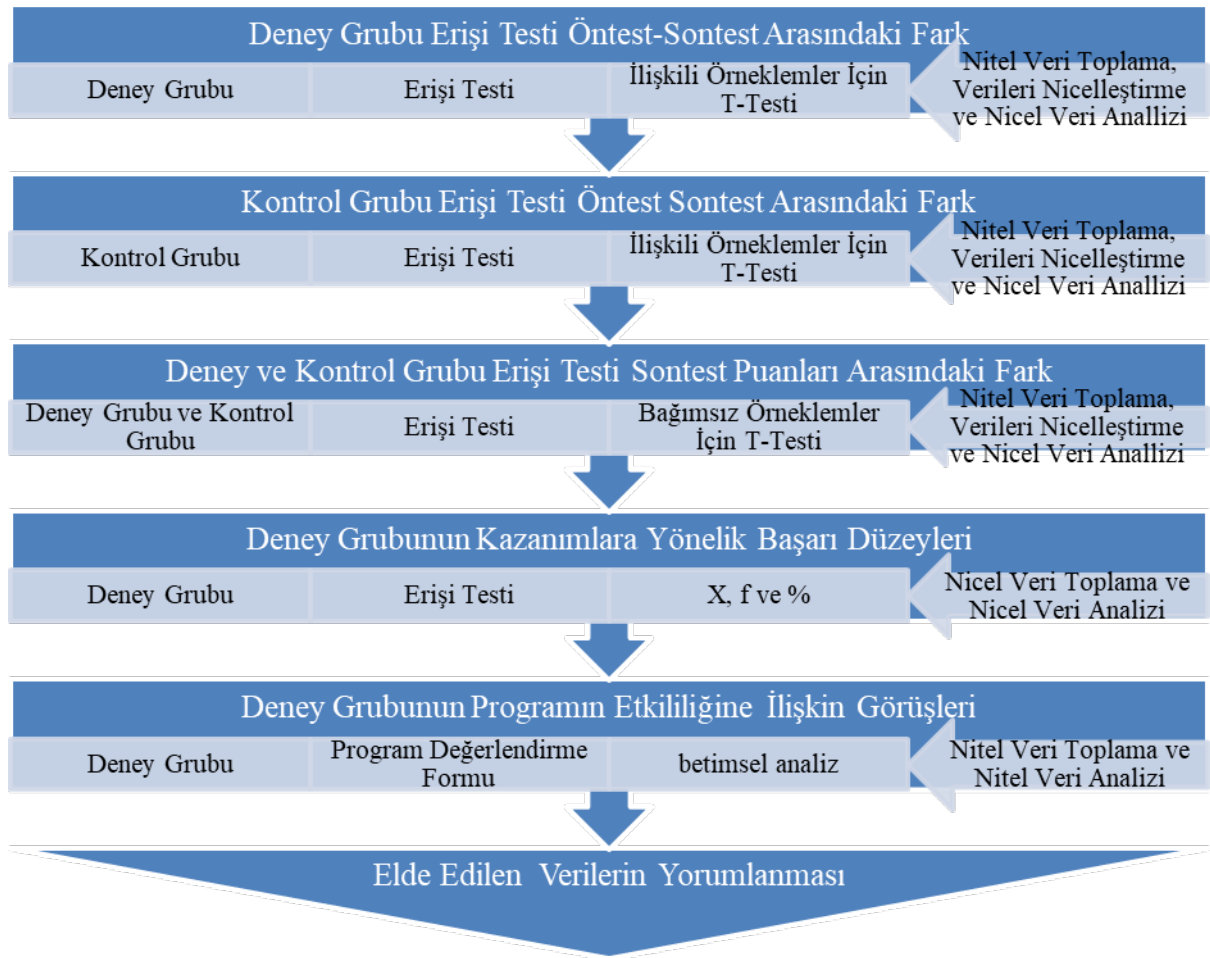 Deney Grubu Erişi Testi Öntest-Sontest Arasındaki Fark
Deney Grubu
Erişi Testi
İlişkili Örneklemler İçin
T-Testi
Nitel Veri Toplama,
Verileri Nicelleştirme
ve Nicel Veri Anallizi
Kontrol Grubu Erişi Testi Öntest Sontest Arasındaki Fark
Kontrol Grubu
Erişi Testi
İlişkili Örneklemler İçin
T-Testi
Nitel Veri Toplama,
Verileri Nicelleştirme
ve Nicel Veri Anallizi
Deney ve Kontrol Grubu Erişi Testi Sontest Puanları Arasındaki Fark
Deney Grubu ve Kontrol
Grubu
Erişi Testi
Bağımsız Örneklemler
İçin T-Testi
Nitel Veri Toplama,
Verileri Nicelleştirme
ve Nicel Veri Anallizi
Deney Grubunun Kazanımlara Yönelik Başarı Düzeyleri
Deney Grubu
Erişi Testi
X, f ve %
Nicel Veri Toplama ve
Nicel Veri Analizi
Deney Grubunun Programın Etkililiğine İlişkin Görüşleri
Deney Grubu
Program Değerlendirme
Formu
betimsel analiz
Nitel Veri Toplama ve
Nitel Veri Analizi
Elde Edilen Verilerin Yorumlanması